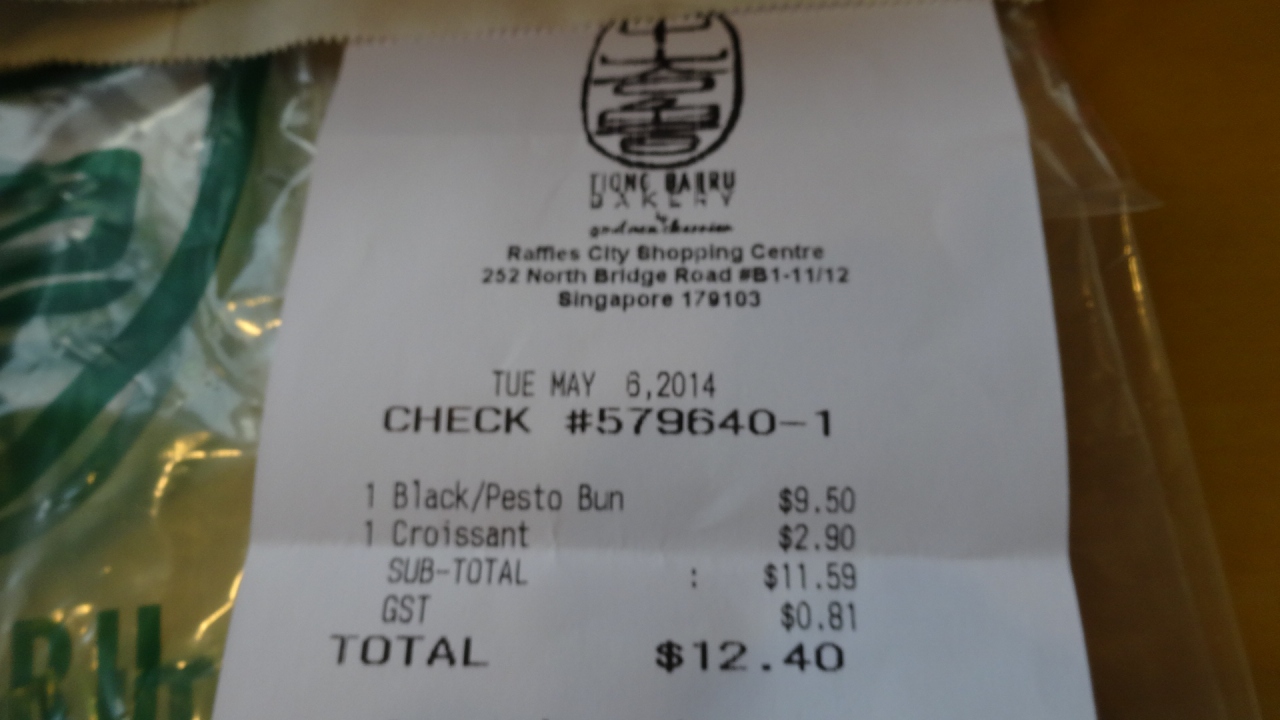 TIONG BAHRU
BAKERY
by
Raffles City Shopping Centre
252 North Bridge Road #B1-11/12
Singapore 179103
TUE MAY 6,2014
CHECK #579640-1
1 Black/Pesto Bun $9.50
1 Croissant $2.90
SUB-TOTAL : $11.59
GST $0.81
TOTAL $12.40